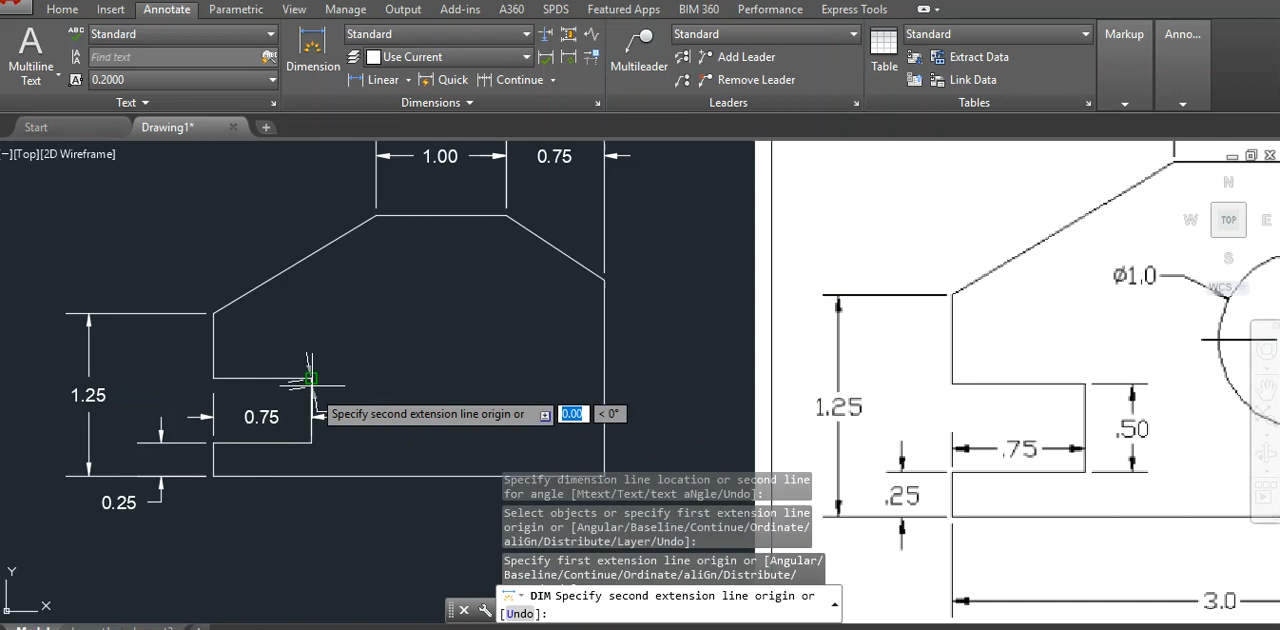 Home Insert Annotate Parametric View Manage Output Add-ins A360 SPDS Featured Apps BIM 360 Performance Express Tools
Multiline
Text
ABC
Standard
Find text
A
0.2000
Text
Dimension
Standard
Use Current
Linear Quick Continue
Dimensions
Multileader
Standard
Add Leader
Remove Leader
Leaders
Table
Standard
Extract Data
Link Data
Tables
Markup
Anno...
Start Drawing1*
[−][Top][2D Wireframe]
1.00 0.75
1.25
0.75
0.25
Specify second extension line origin or 0.00 < 0°
Specify dimension line location or second line
for angle [Mtext/Text/text aNgle/Undo]:
Select objects or specify first extension line
origin or [Angular/Baseline/Continue/Ordinate/
aliGn/Distribute/Layer/Undo]:
Specify first extension line origin or [Angular/
Baseline/Continue/Ordinate/aliGn/Distribute/
DIM Specify second extension line origin or
[Undo]:
Y
X
N
W TOP E
S
WCS
Ø1.0
1.25
.50
.75
.25
3.0